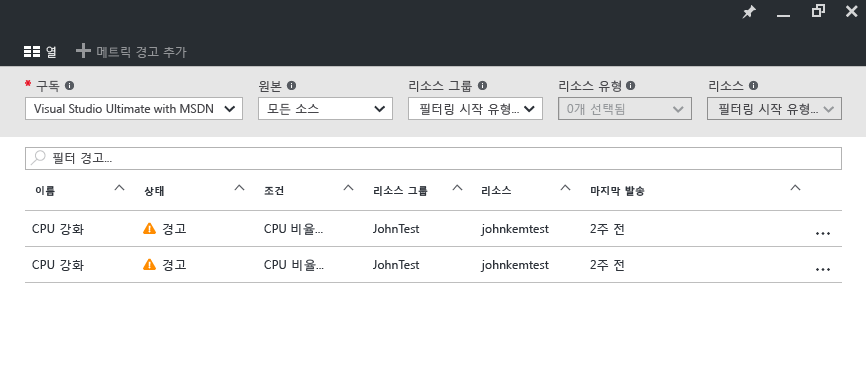 열 메트릭 경고 추가
* 구독 원본 리소스 그룹 리소스 유형 리소스
Visual Studio Ultimate with MSDN 모든 소스 필터링 시작 유형... 0개 선택됨 필터링 시작 유형...
필터 경고...
이름 상태 조건 리소스 그룹 리소스 마지막 발송
CPU 강화 경고 CPU 비율... JohnTest johnkemtest 2주 전 ...
CPU 강화 경고 CPU 비율... JohnTest johnkemtest 2주 전 ...